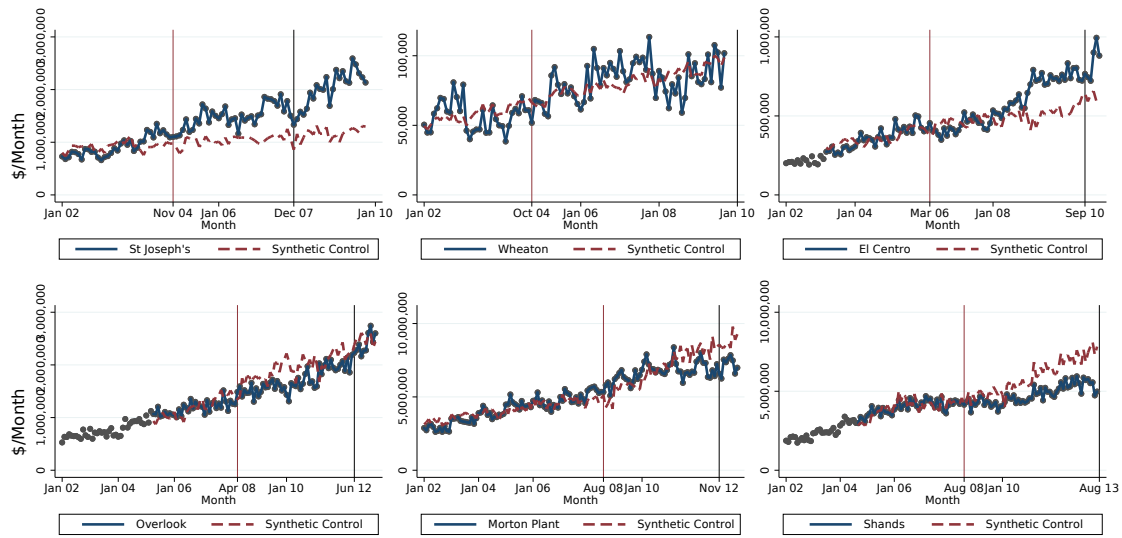 $/Month
0 1,000,000 2,000,000 3,000,000
Jan 02 Nov 04 Jan 06 Dec 07 Jan 10
Month
St Joseph's Synthetic Control
0 50,000 100,000
Jan 02 Oct 04 Jan 06 Jan 08 Jan 10
Month
Wheaton Synthetic Control
0 500,000 1,000,000
Jan 02 Jan 04 Mar 06 Jan 08 Sep 10
Month
El Centro Synthetic Control
$/Month
0 1,000,000 2,000,000 3,000,000
Jan 02 Jan 04 Jan 06 Apr 08 Jan 10 Jun 12
Month
Overlook Synthetic Control
0 5,000,000 10,000,000
Jan 02 Jan 04 Jan 06 Aug 08 Jan 10 Nov 12
Month
Morton Plant Synthetic Control
0 5,000,000 10,000,000
Jan 02 Jan 04 Jan 06 Aug 08 Jan 10 Aug 13
Month
Shands Synthetic Control